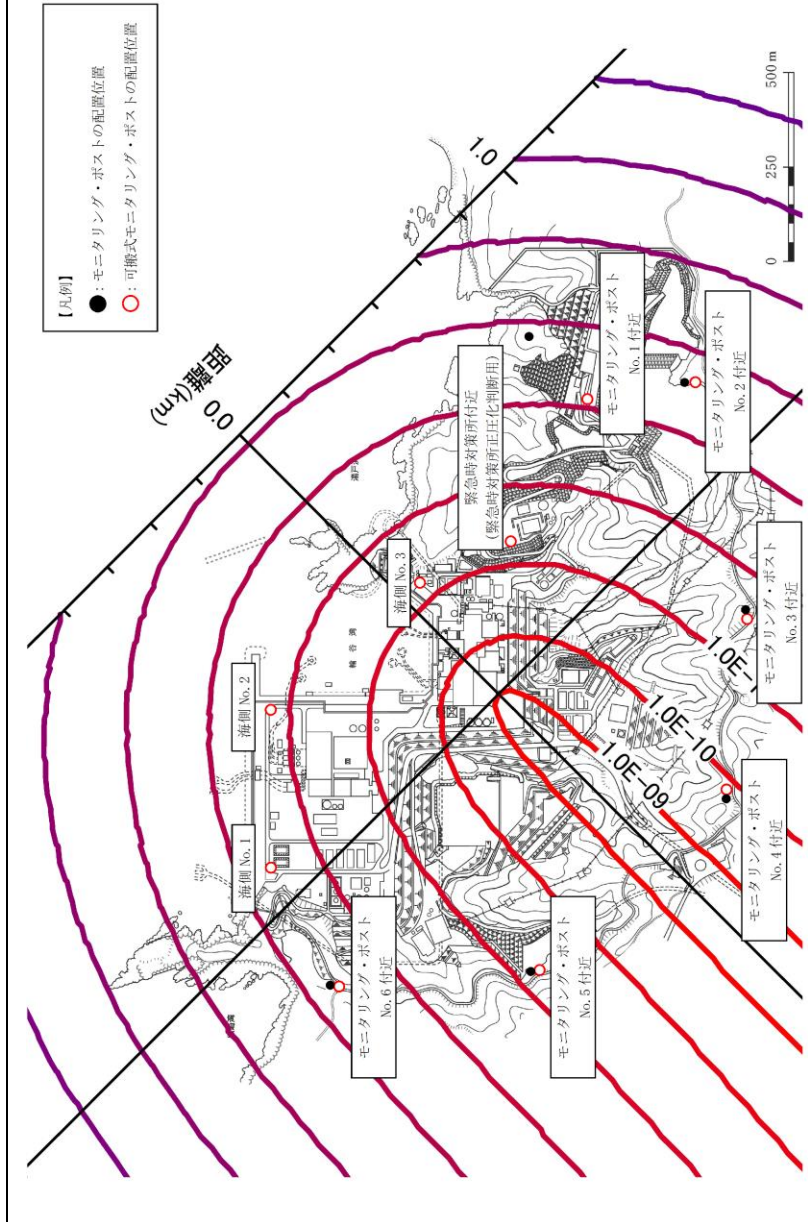 【凡例】
●：モニタリング・ポストの配置位置
○：可搬式モニタリング・ポストの配置位置
距離(km)
0.0
1.0
海側 No.1
海側 No.2
海側 No.3
輪谷湾
緊急時対策所付近
(緊急時対策所正圧化判断用)
モニタリング・ポスト
No.1 付近
モニタリング・ポスト
No.2 付近
モニタリング・ポスト
No.3 付近
モニタリング・ポスト
No.4 付近
モニタリング・ポスト
No.5 付近
モニタリング・ポスト
No.6 付近
1.0E-09
1.0E-10
1.0E-1
0
250
500m